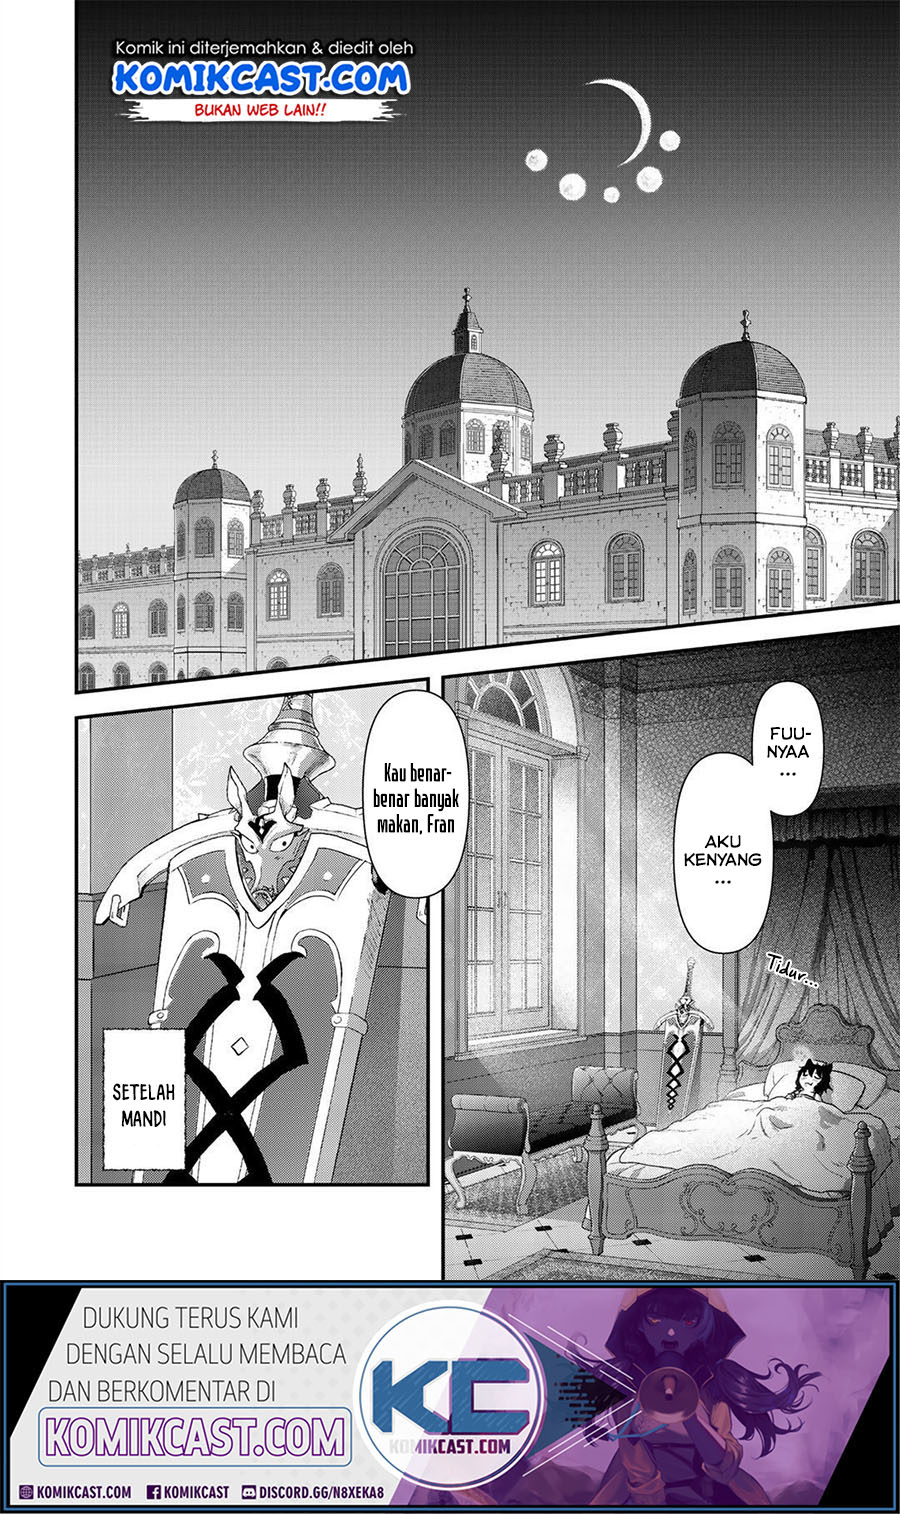 Komik ini diterjemahkan & diedit oleh
KOMIKCAST.COM
BUKAN WEB LAIN!!
FUU-
NYAA
...
AKU
KENYANG
...
Tidur...
Kau benar-
benar banyak
makan, Fran
SETELAH
MANDI
DUKUNG TERUS KAMI
DENGAN SELALU MEMBACA
DAN BERKOMENTAR DI
KOMIKCAST.COM
KC
KOMIKCAST.COM
KOMIKCAST.COM
KOMIKCAST
DISCORD.GG/N8XEKA8